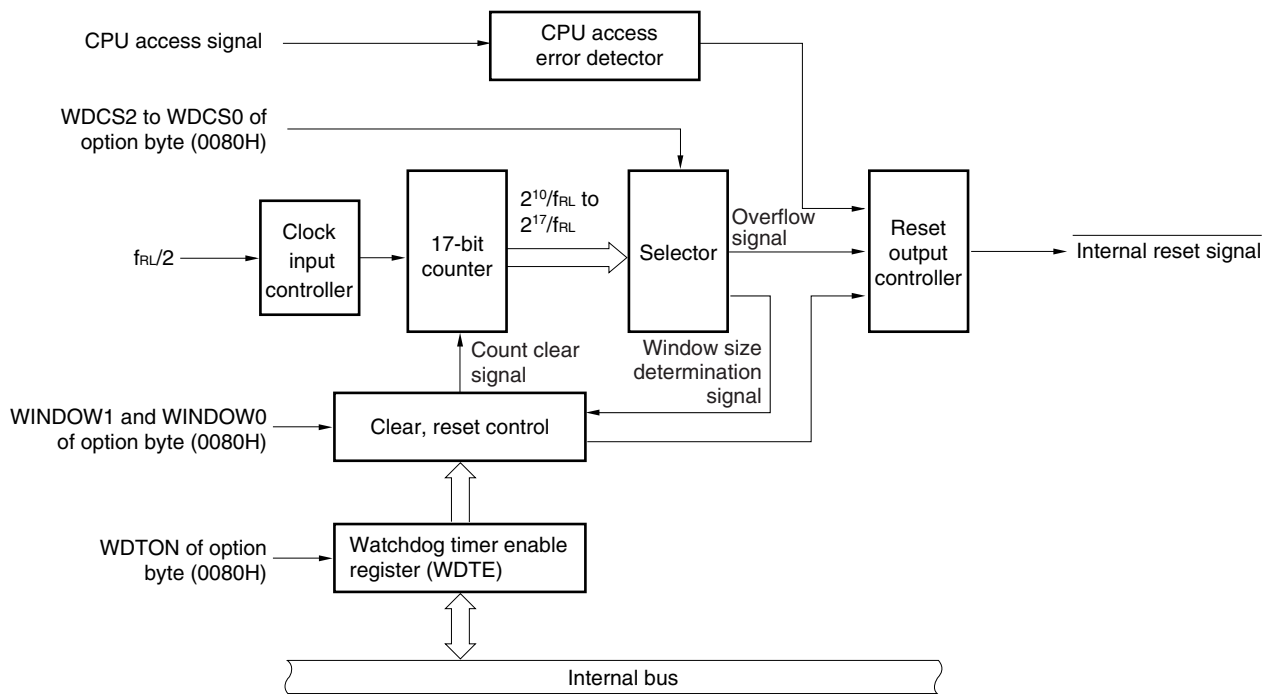 CPU access signal
CPU access
error detector
WDCS2 to WDCS0 of
option byte (0080H)
fRL/2
Clock
input
controller
17-bit
counter
2¹⁰/fRL to
2¹⁷/fRL
Selector
Overflow
signal
Reset
output
controller
Internal reset signal
Count clear
signal
Window size
determination
signal
WINDOW1 and WINDOW0
of option byte (0080H)
Clear, reset control
WDTON of option
byte (0080H)
Watchdog timer enable
register (WDTE)
Internal bus